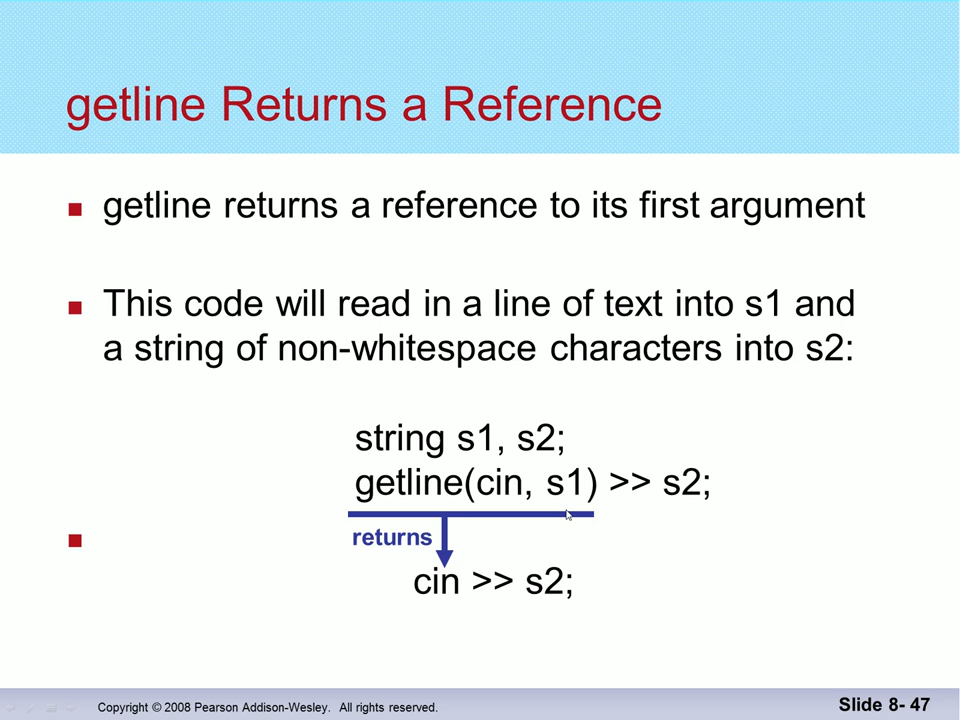 getline Returns a Reference
getline returns a reference to its first argument
This code will read in a line of text into s1 and
a string of non-whitespace characters into s2:
string s1, s2;
getline(cin, s1) >> s2;
returns
cin >> s2;
Copyright © 2008 Pearson Addison-Wesley. All rights reserved.
Slide 8- 47